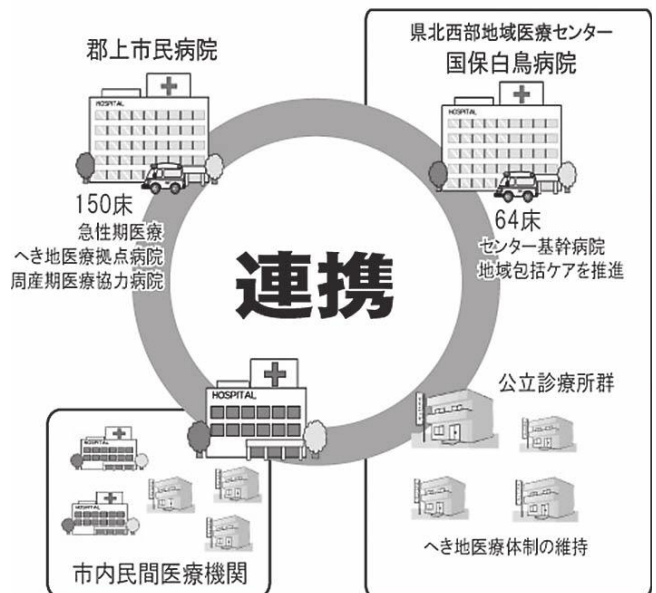 郡上市民病院
HOSPITAL
150床
急性期医療
へき地医療拠点病院
周産期医療協力病院
県北西部地域医療センター
国保白鳥病院
HOSPITAL
64床
センター基幹病院
地域包括ケアを推進
連携
HOSPITAL
公立診療所群
へき地医療体制の維持
HOSPITAL
HOSPITAL
市内民間医療機関